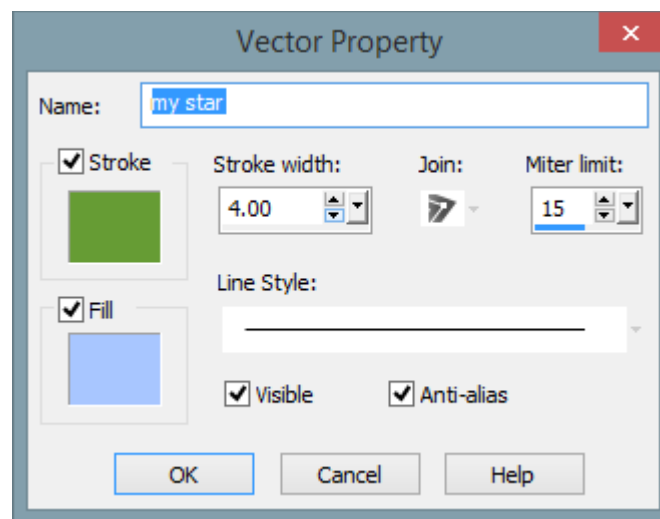 Vector Property
Name: my star
Stroke Stroke width: Join: Miter limit:
4.00 15
Line Style:
Fill
Visible Anti-alias
OK Cancel Help